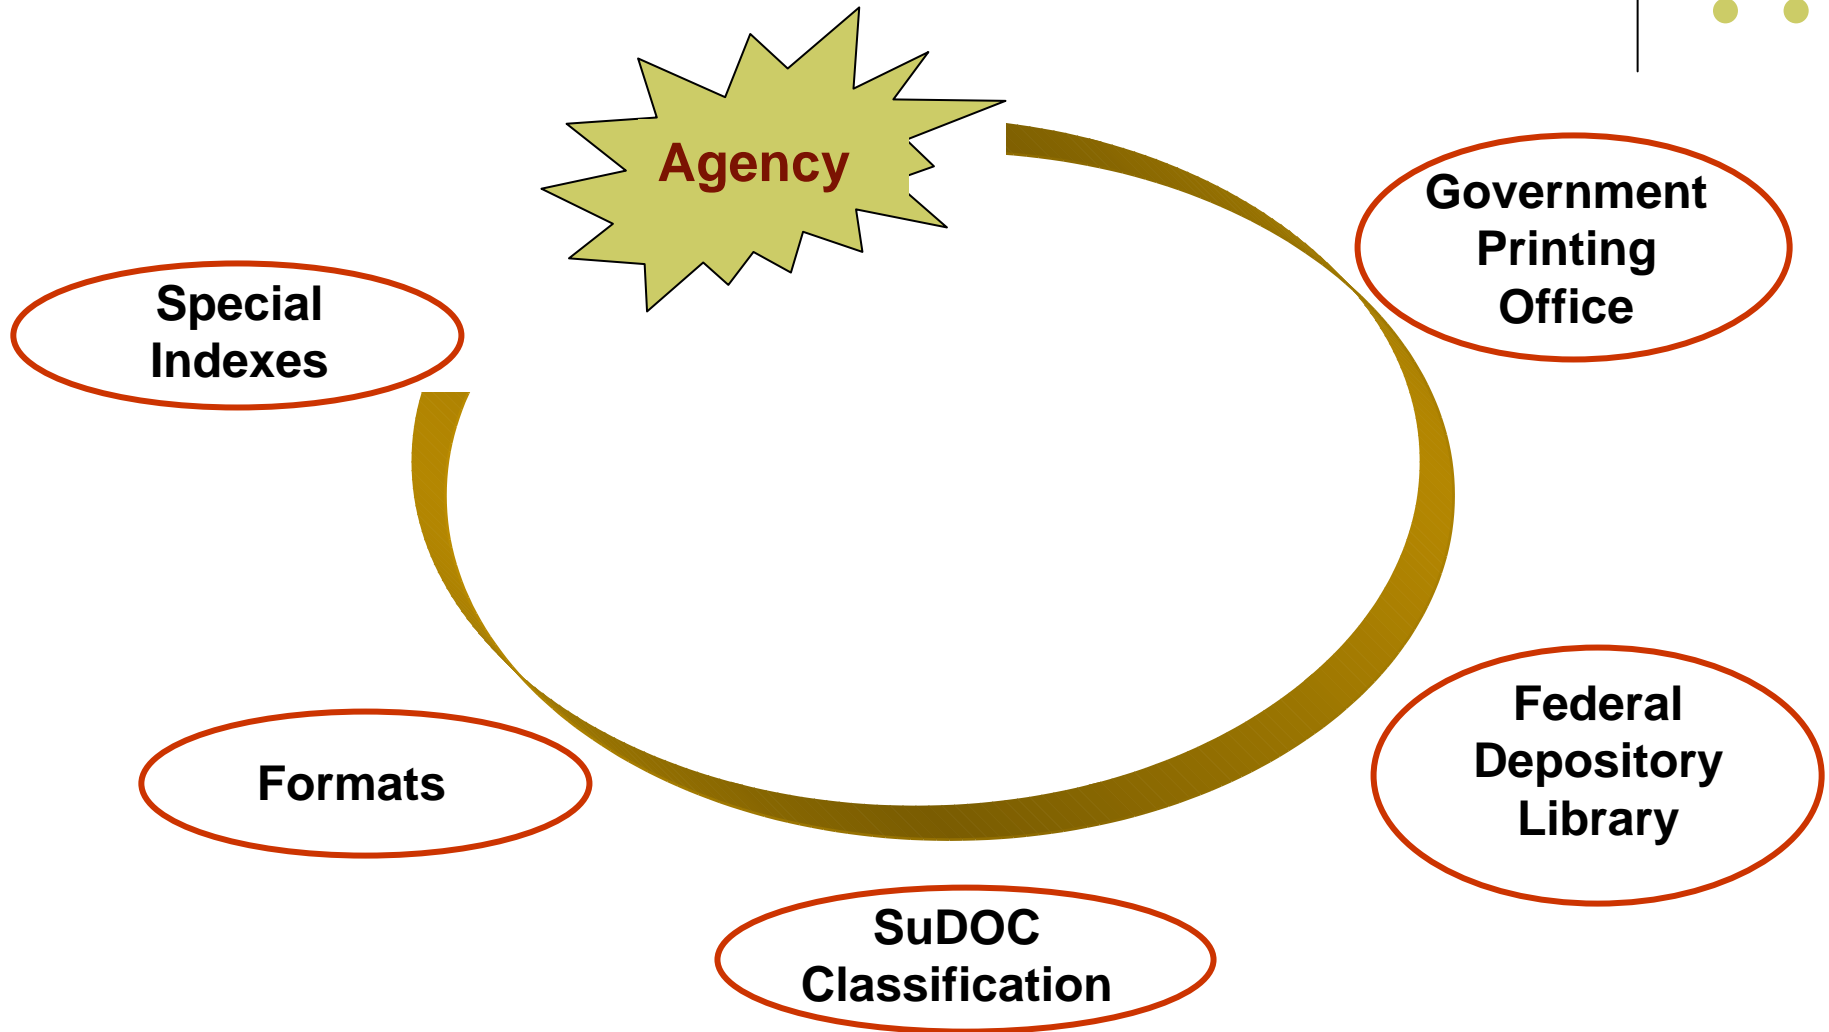 Agency
Government
Printing
Office
Special
Indexes
Federal
Depository
Library
Formats
SuDOC
Classification